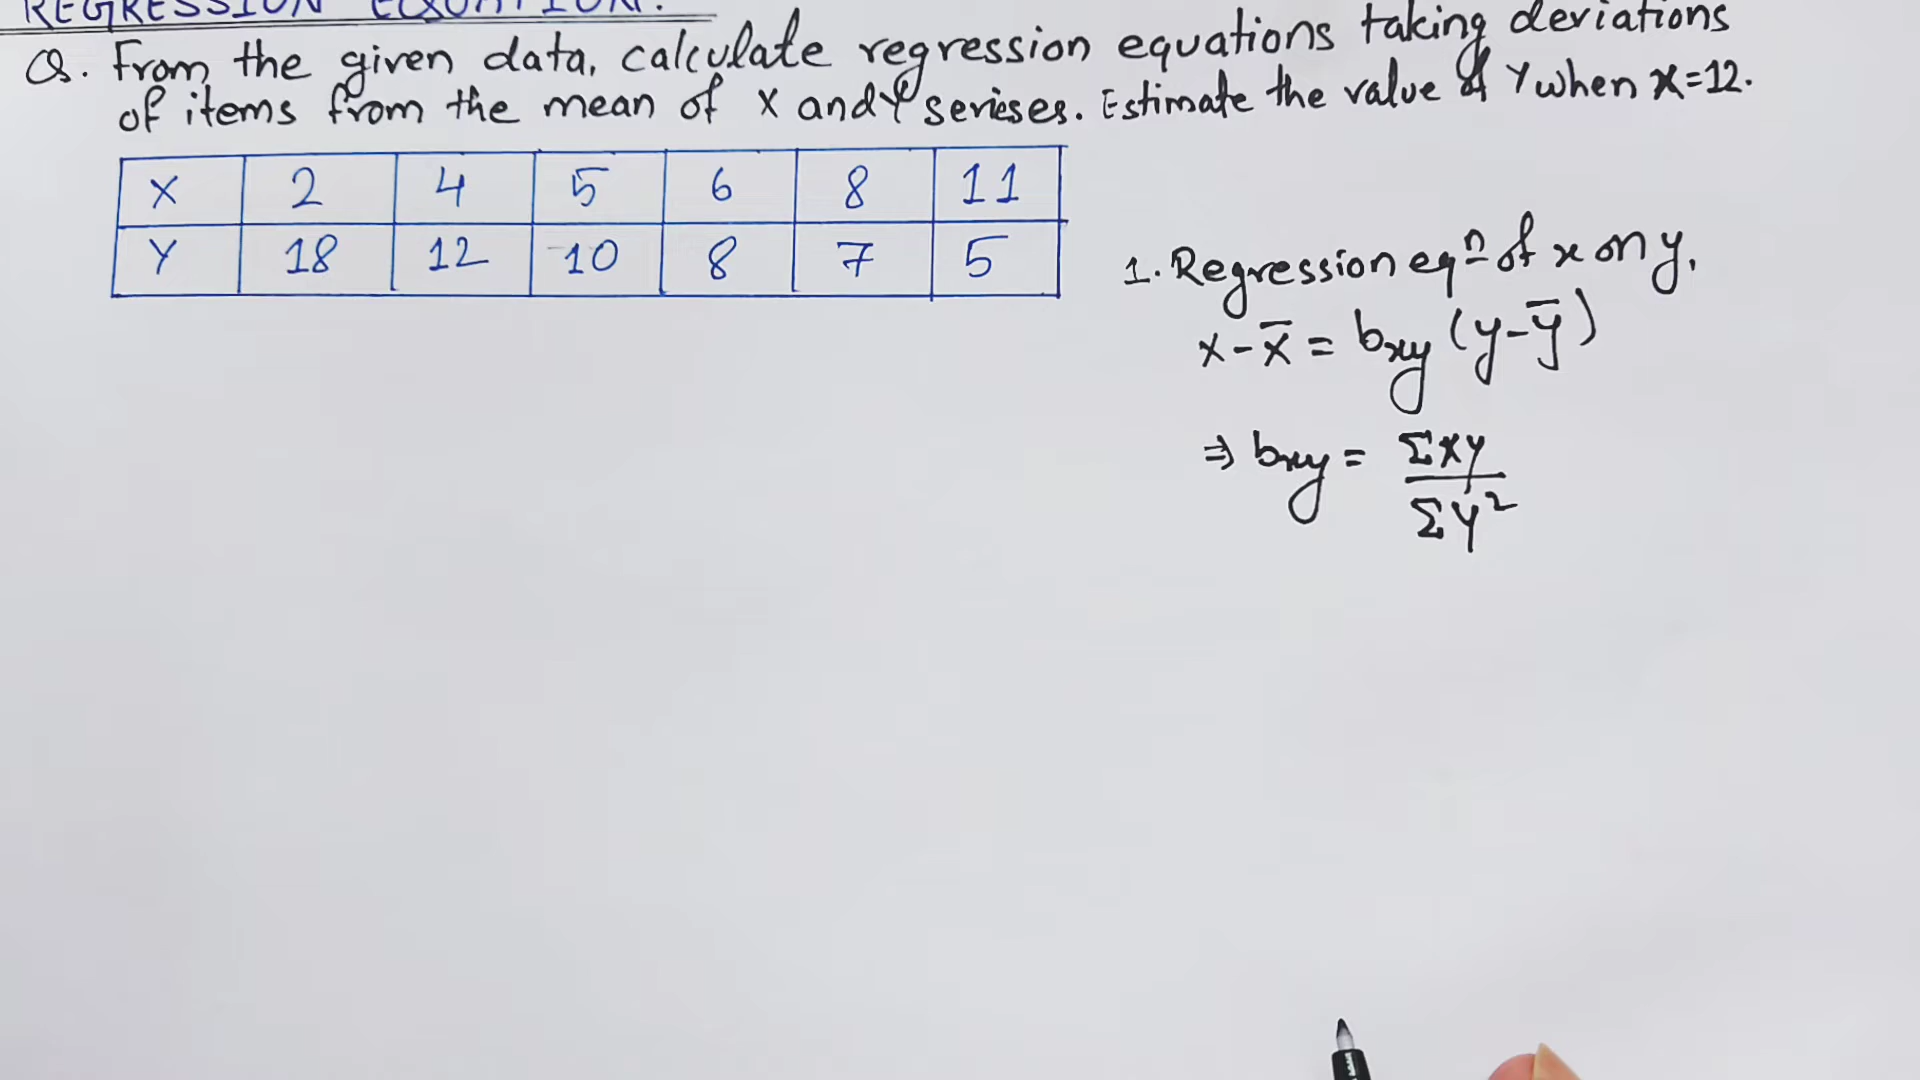 REGRESSION EQUATION:
Q. From the given data, calculate regression equations taking deviations
of items from the mean of X and Y serieses. Estimate the value of Y when x=12.
X 2 4 5 6 8 11
Y 18 12 10 8 7 5
1. Regression eqⁿ of x on y,
x - x̅ = bxy (y - y̅)
⇒ bxy = ΣXY / ΣY²